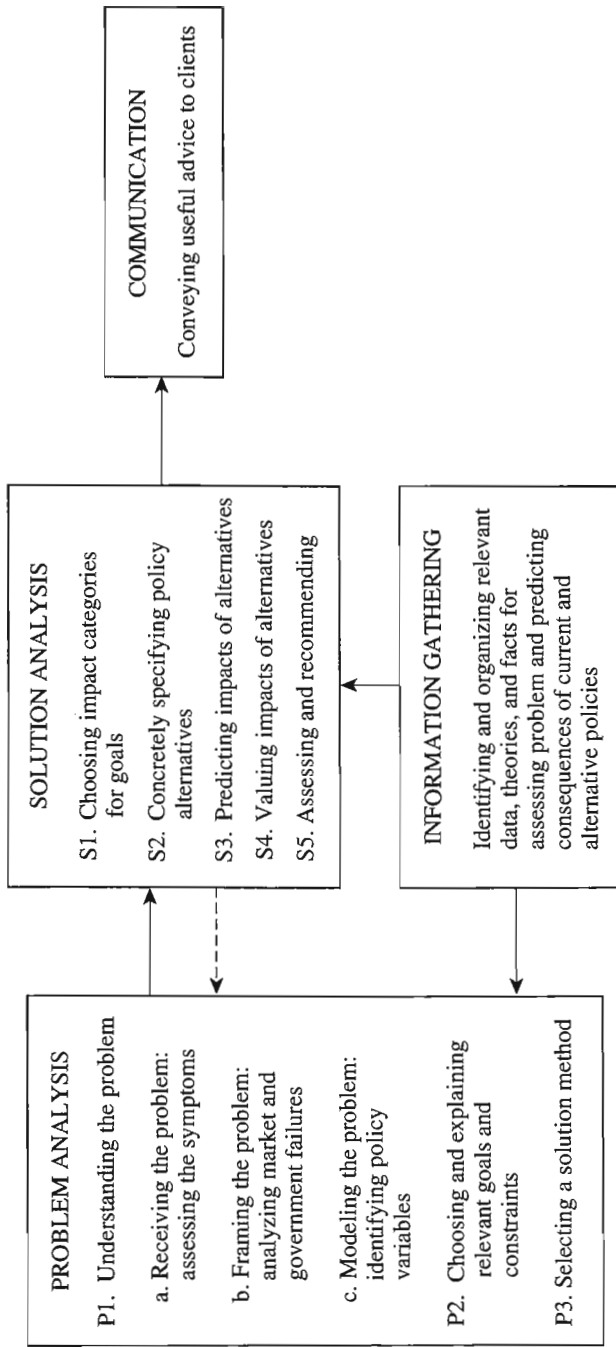 PROBLEM ANALYSIS
P1. Understanding the problem
a. Receiving the problem:
assessing the symptoms
b. Framing the problem:
analyzing market and
government failures
c. Modeling the problem:
identifying policy
variables
P2. Choosing and explaining
relevant goals and
constraints
P3. Selecting a solution method
SOLUTION ANALYSIS
S1. Choosing impact categories
for goals
S2. Concretely specifying policy
alternatives
S3. Predicting impacts of alternatives
S4. Valuing impacts of alternatives
S5. Assessing and recommending
INFORMATION GATHERING
Identifying and organizing relevant
data, theories, and facts for
assessing problem and predicting
consequences of current and
alternative policies
COMMUNICATION
Conveying useful advice to clients